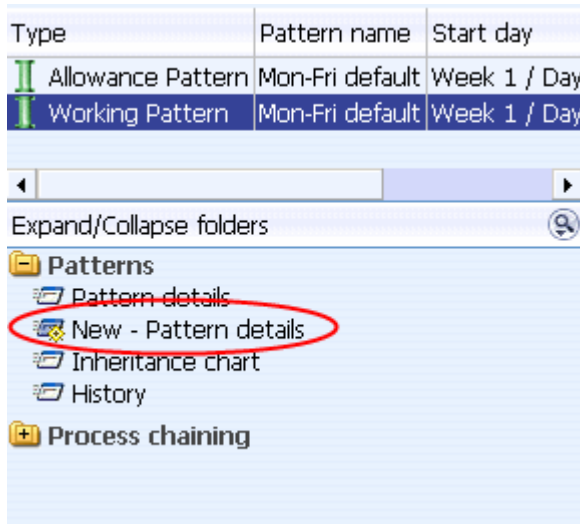 Type Pattern name Start day
Allowance Pattern Mon-Fri default Week 1 / Day
Working Pattern Mon-Fri default Week 1 / Day
Expand/Collapse folders
Patterns
Pattern details
New - Pattern details
Inheritance chart
History
Process chaining